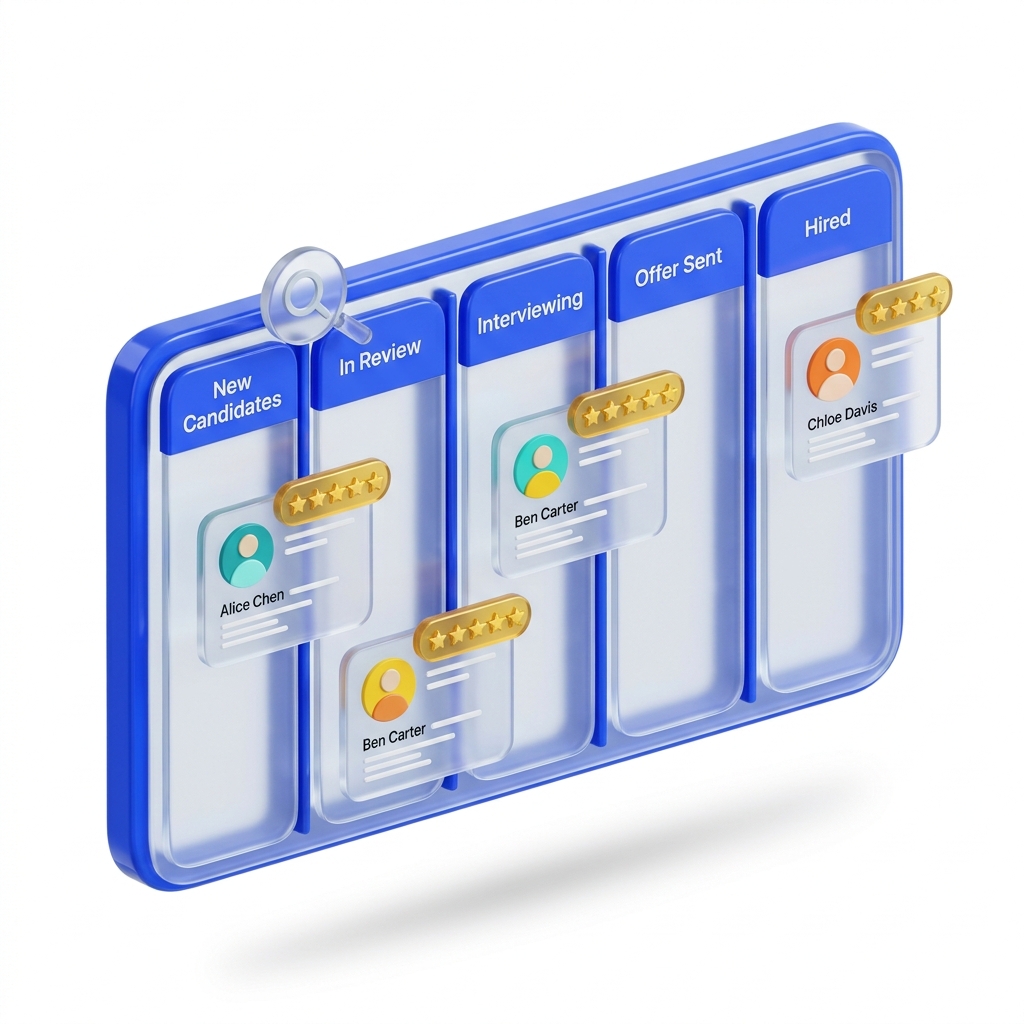 New
Candidates
In Review
Interviewing
Offer Sent
Hired
Alice Chen
Ben Carter
Ben Carter
Chloe Davis